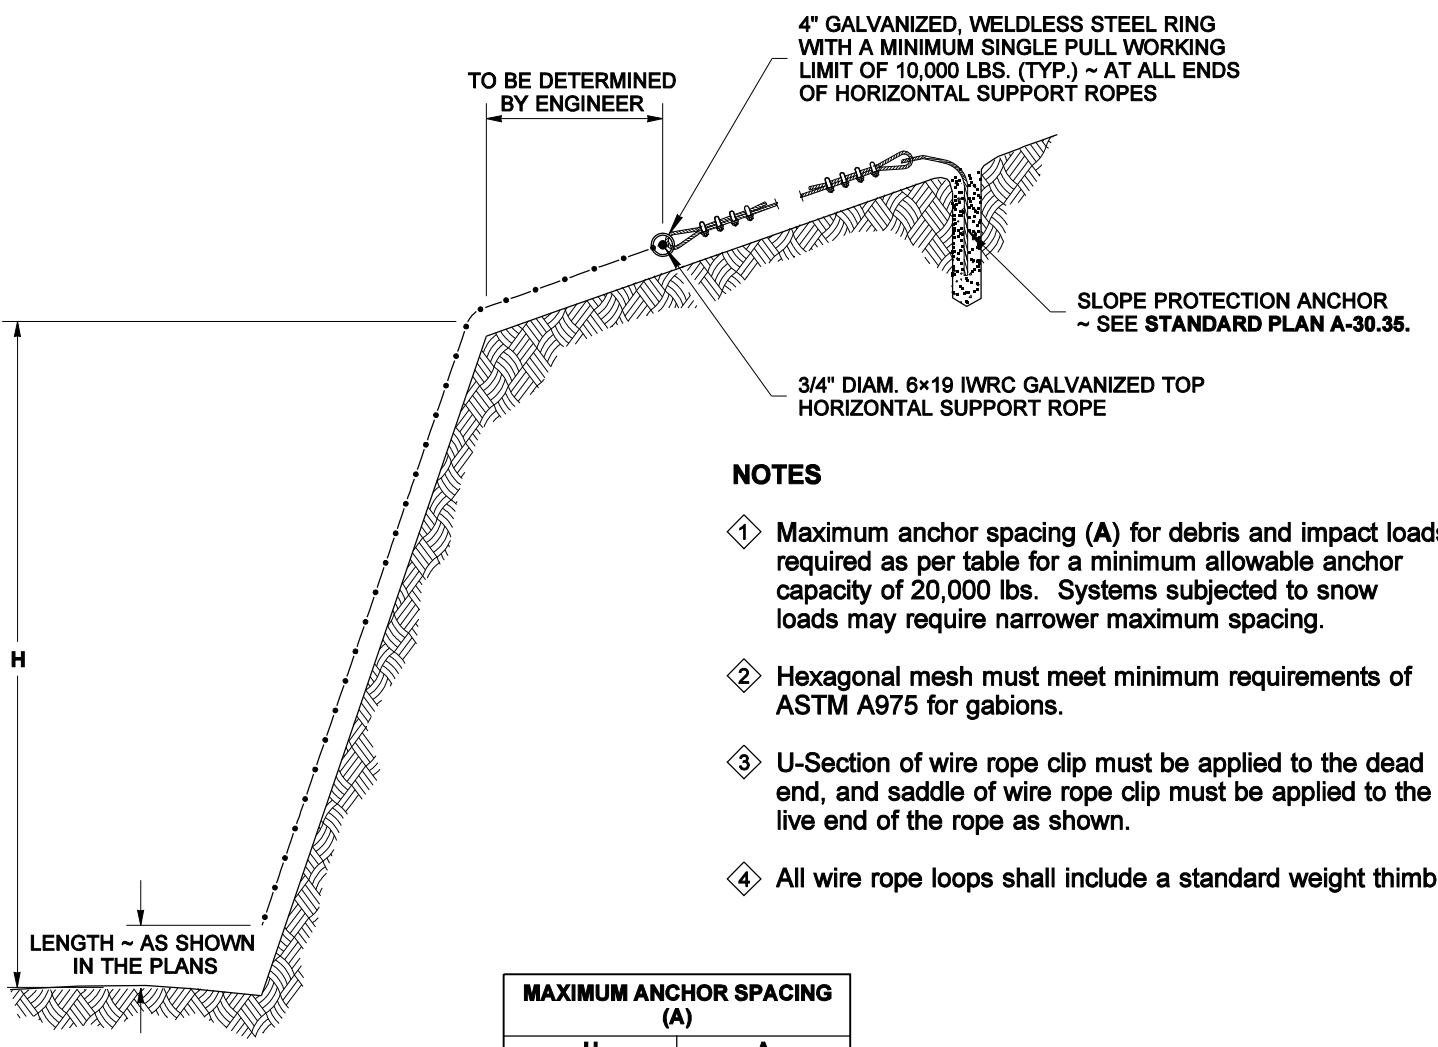 4" GALVANIZED, WELDLESS STEEL RING
WITH A MINIMUM SINGLE PULL WORKING
LIMIT OF 10,000 LBS. (TYP.) ~ AT ALL ENDS
OF HORIZONTAL SUPPORT ROPES
TO BE DETERMINED
BY ENGINEER
SLOPE PROTECTION ANCHOR
~ SEE STANDARD PLAN A-30.35.
3/4" DIAM. 6×19 IWRC GALVANIZED TOP
HORIZONTAL SUPPORT ROPE
H
LENGTH ~ AS SHOWN
IN THE PLANS
NOTES
1 Maximum anchor spacing (A) for debris and impact loads
required as per table for a minimum allowable anchor
capacity of 20,000 lbs. Systems subjected to snow
loads may require narrower maximum spacing.
2 Hexagonal mesh must meet minimum requirements of
ASTM A975 for gabions.
3 U-Section of wire rope clip must be applied to the dead
end, and saddle of wire rope clip must be applied to the
live end of the rope as shown.
4 All wire rope loops shall include a standard weight thimb
MAXIMUM ANCHOR SPACING
(A)
H A